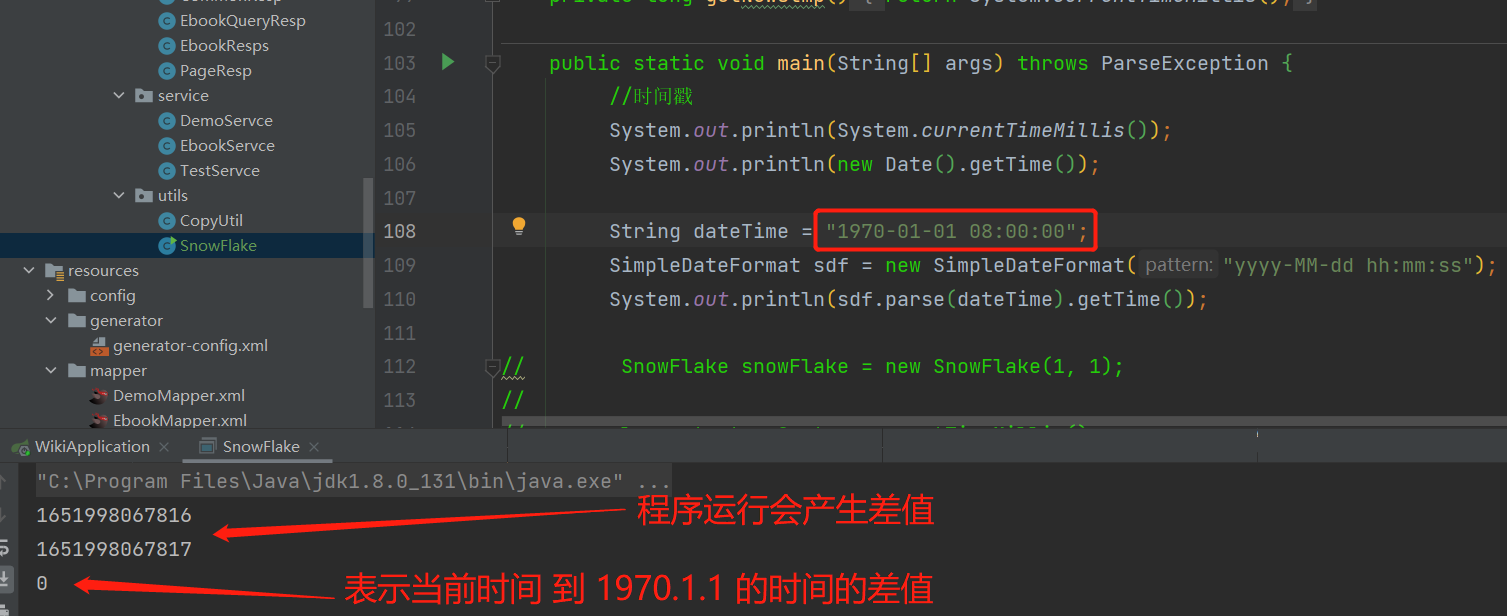 EbookQueryResp
EbookResps
PageResp
service
DemoServce
EbookServce
TestServce
utils
CopyUtil
SnowFlake
resources
config
generator
generator-config.xml
mapper
DemoMapper.xml
EbookMapper.xml
102
103 public static void main(String[] args) throws ParseException {
104 //时间戳
105 System.out.println(System.currentTimeMillis());
106 System.out.println(new Date().getTime());
107
108 String dateTime = "1970-01-01 08:00:00";
109 SimpleDateFormat sdf = new SimpleDateFormat( pattern: "yyyy-MM-dd hh:mm:ss");
110 System.out.println(sdf.parse(dateTime).getTime());
111
112 // SnowFlake snowFlake = new SnowFlake(1, 1);
113 //
WikiApplication
SnowFlake
"C:\Program Files\Java\jdk1.8.0_131\bin\java.exe" ...
1651998067816
程序运行会产生差值
1651998067817
0
表示当前时间 到 1970.1.1 的时间的差值